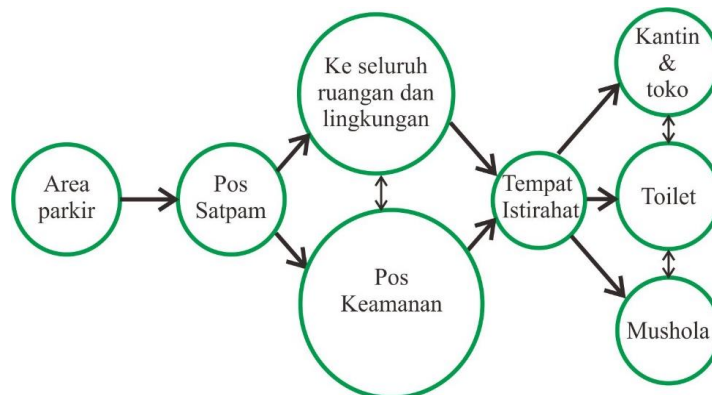 Area
parkir
Pos
Satpam
Ke seluruh
ruangan dan
lingkungan
Pos
Keamanan
Tempat
Istirahat
Kantin
&
toko
Toilet
Mushola